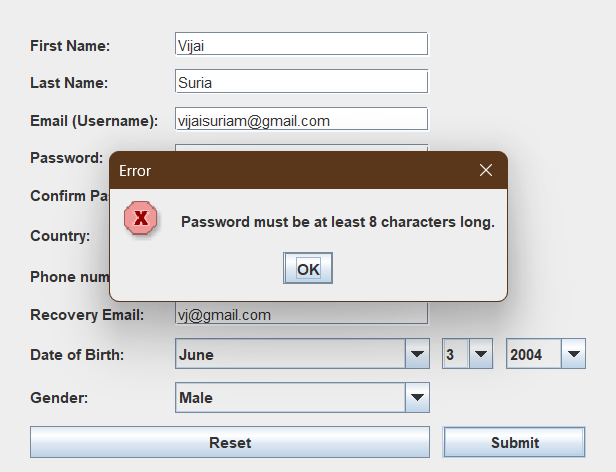 First Name: Vijai
Last Name: Suria
Email (Username): vijaisuriam@gmail.com
Password:
Error
Confirm Pa
Password must be at least 8 characters long.
Country:
OK
Phone num
Recovery Email: vj@gmail.com
Date of Birth: June 3 2004
Gender: Male
Reset Submit